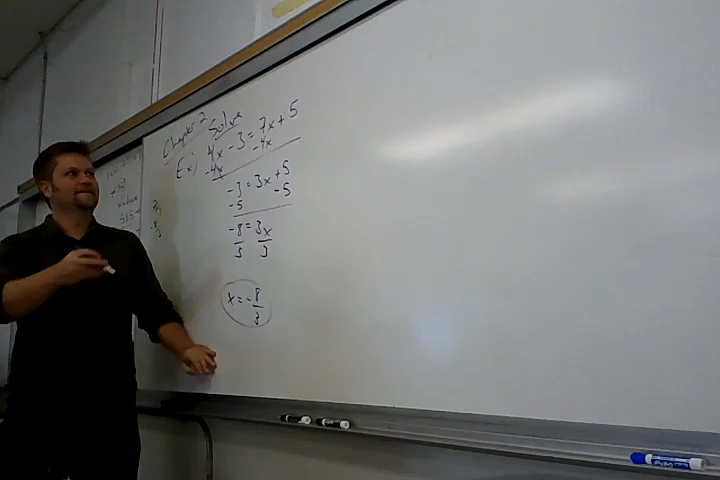 Chapter 2
Solve
Ex) 4x - 3 = 7x + 5
-4x -4x
-3 = 3x + 5
-5 -5
-8 = 3x
3 3
x = -8
3